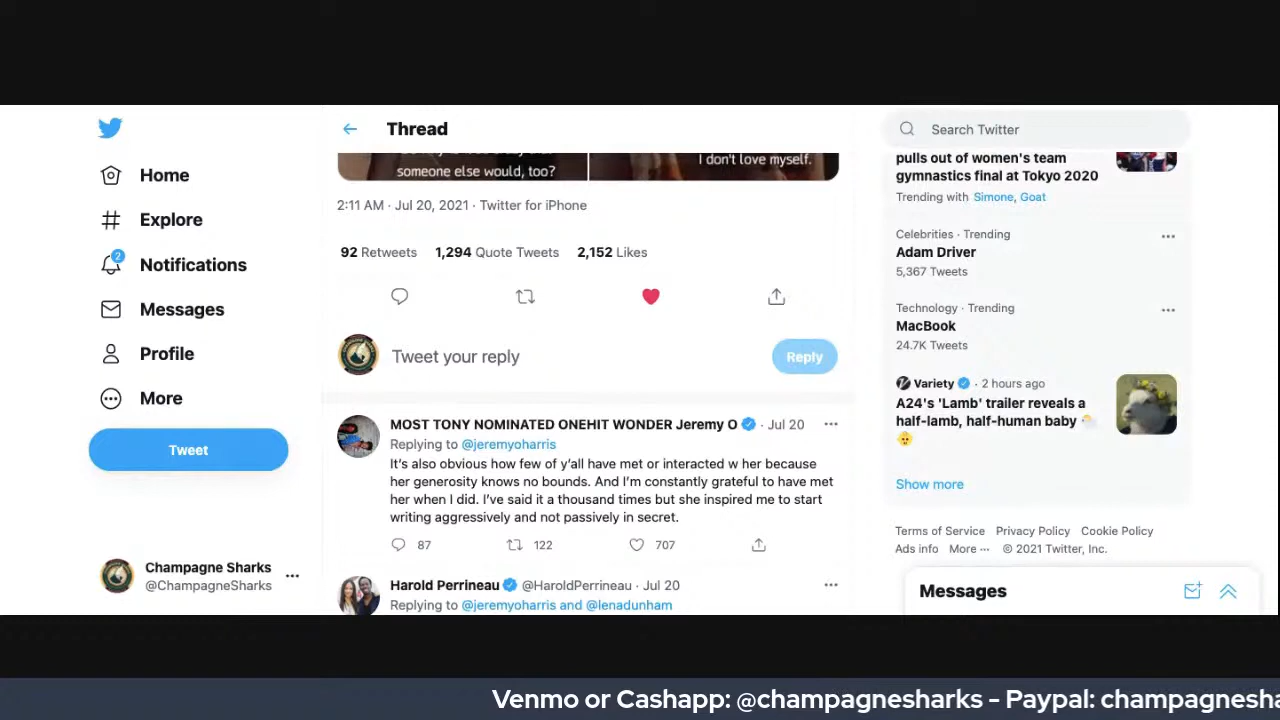 Home
Explore
2
Notifications
Messages
Profile
More
Tweet
Champagne Sharks
@ChampagneSharks
Thread
someone else would, too?
I don't love myself.
2:11 AM · Jul 20, 2021 · Twitter for iPhone
92 Retweets 1,294 Quote Tweets 2,152 Likes
Tweet your reply
Reply
MOST TONY NOMINATED ONEHIT WONDER Jeremy O · Jul 20
Replying to @jeremyoharris
It's also obvious how few of y'all have met or interacted w her because
her generosity knows no bounds. And I'm constantly grateful to have met
her when I did. I've said it a thousand times but she inspired me to start
writing aggressively and not passively in secret.
87 122 707
Harold Perrineau @HaroldPerrineau · Jul 20
Replying to @jeremyoharris and @lenadunham
Search Twitter
pulls out of women's team
gymnastics final at Tokyo 2020
Trending with Simone, Goat
Celebrities · Trending
Adam Driver
5,367 Tweets
Technology · Trending
MacBook
24.7K Tweets
Variety · 2 hours ago
A24's 'Lamb' trailer reveals a
half-lamb, half-human baby
Show more
Terms of Service Privacy Policy Cookie Policy
Ads info More ··· © 2021 Twitter, Inc.
Messages
Venmo or Cashapp: @champagnesharks - Paypal: champagnesha